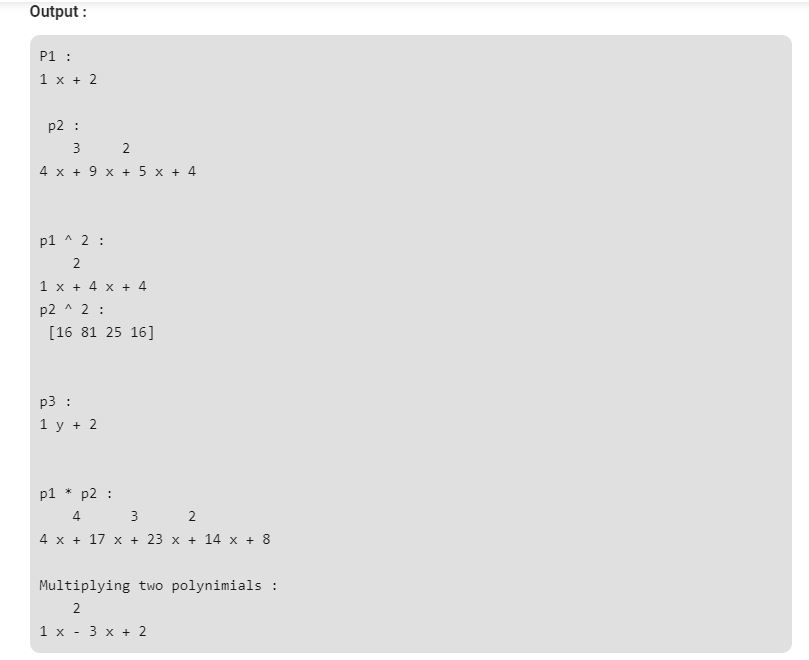 Output :
P1 :
1 x + 2
p2 :
3 2
4 x + 9 x + 5 x + 4
p1 ^ 2 :
2
1 x + 4 x + 4
p2 ^ 2 :
[16 81 25 16]
p3 :
1 y + 2
p1 * p2 :
4 3 2
4 x + 17 x + 23 x + 14 x + 8
Multiplying two polynimials :
2
1 x - 3 x + 2